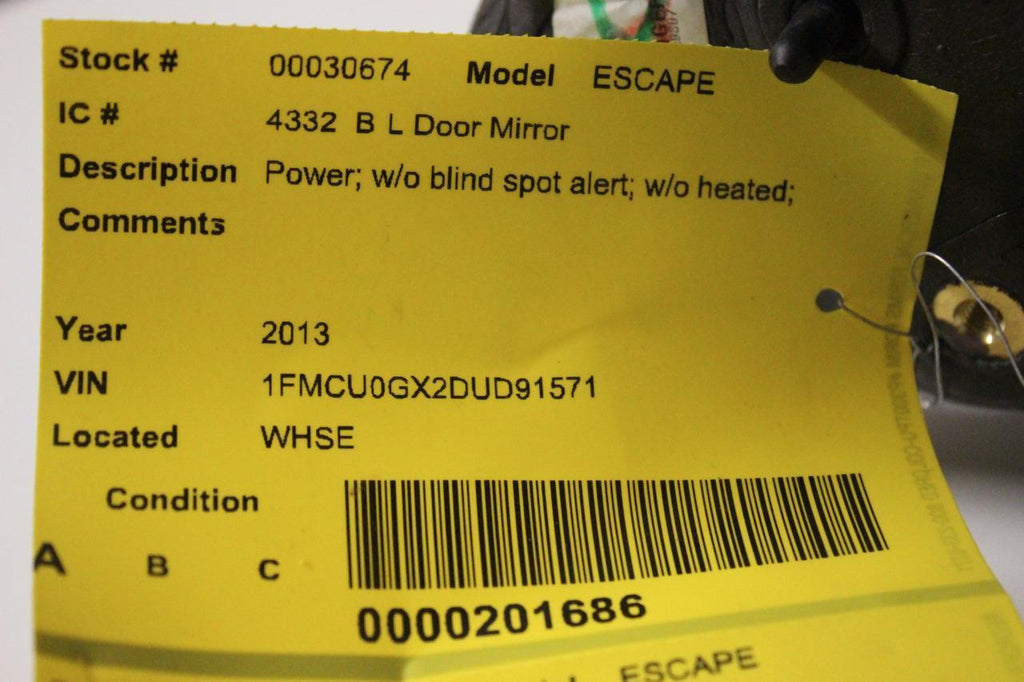 Stock # 00030674 Model ESCAPE
IC # 4332 B L Door Mirror
Description Power; w/o blind spot alert; w/o heated;
Comments
Year 2013
VIN 1FMCU0GX2DUD91571
Located WHSE
Condition
A B C
0000201686
ESCAPE